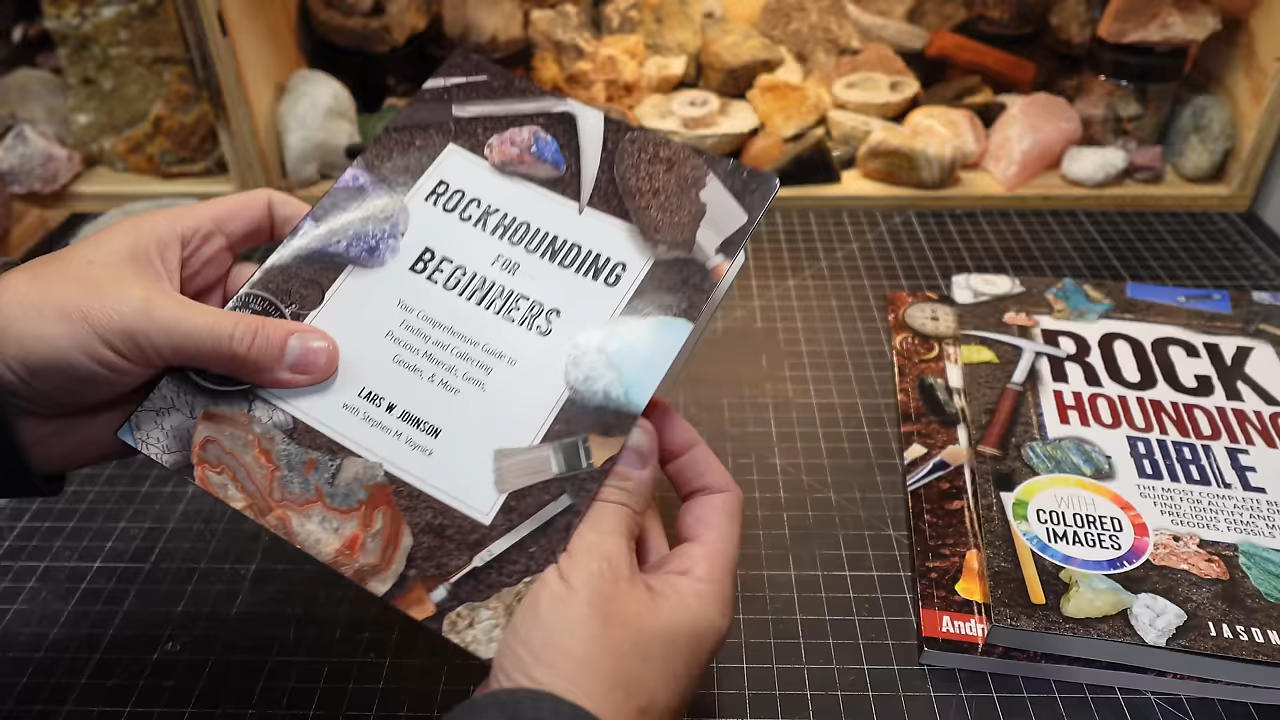 ROCKHOUNDING
FOR
BEGINNERS
Your Comprehensive Guide to
Finding and Collecting
Precious Minerals, Gems,
Geodes, & More
LARS W. JOHNSON
with Stephen M. Voynick
ROCK
HOUNDING
BIBLE
THE MOST COMPLETE
GUIDE FOR ALL AGES
FIND, IDENTIFY, AND
PRECIOUS GEMS,
GEODES, FOSSILS
WITH
COLORED
IMAGES
JASON
Andr